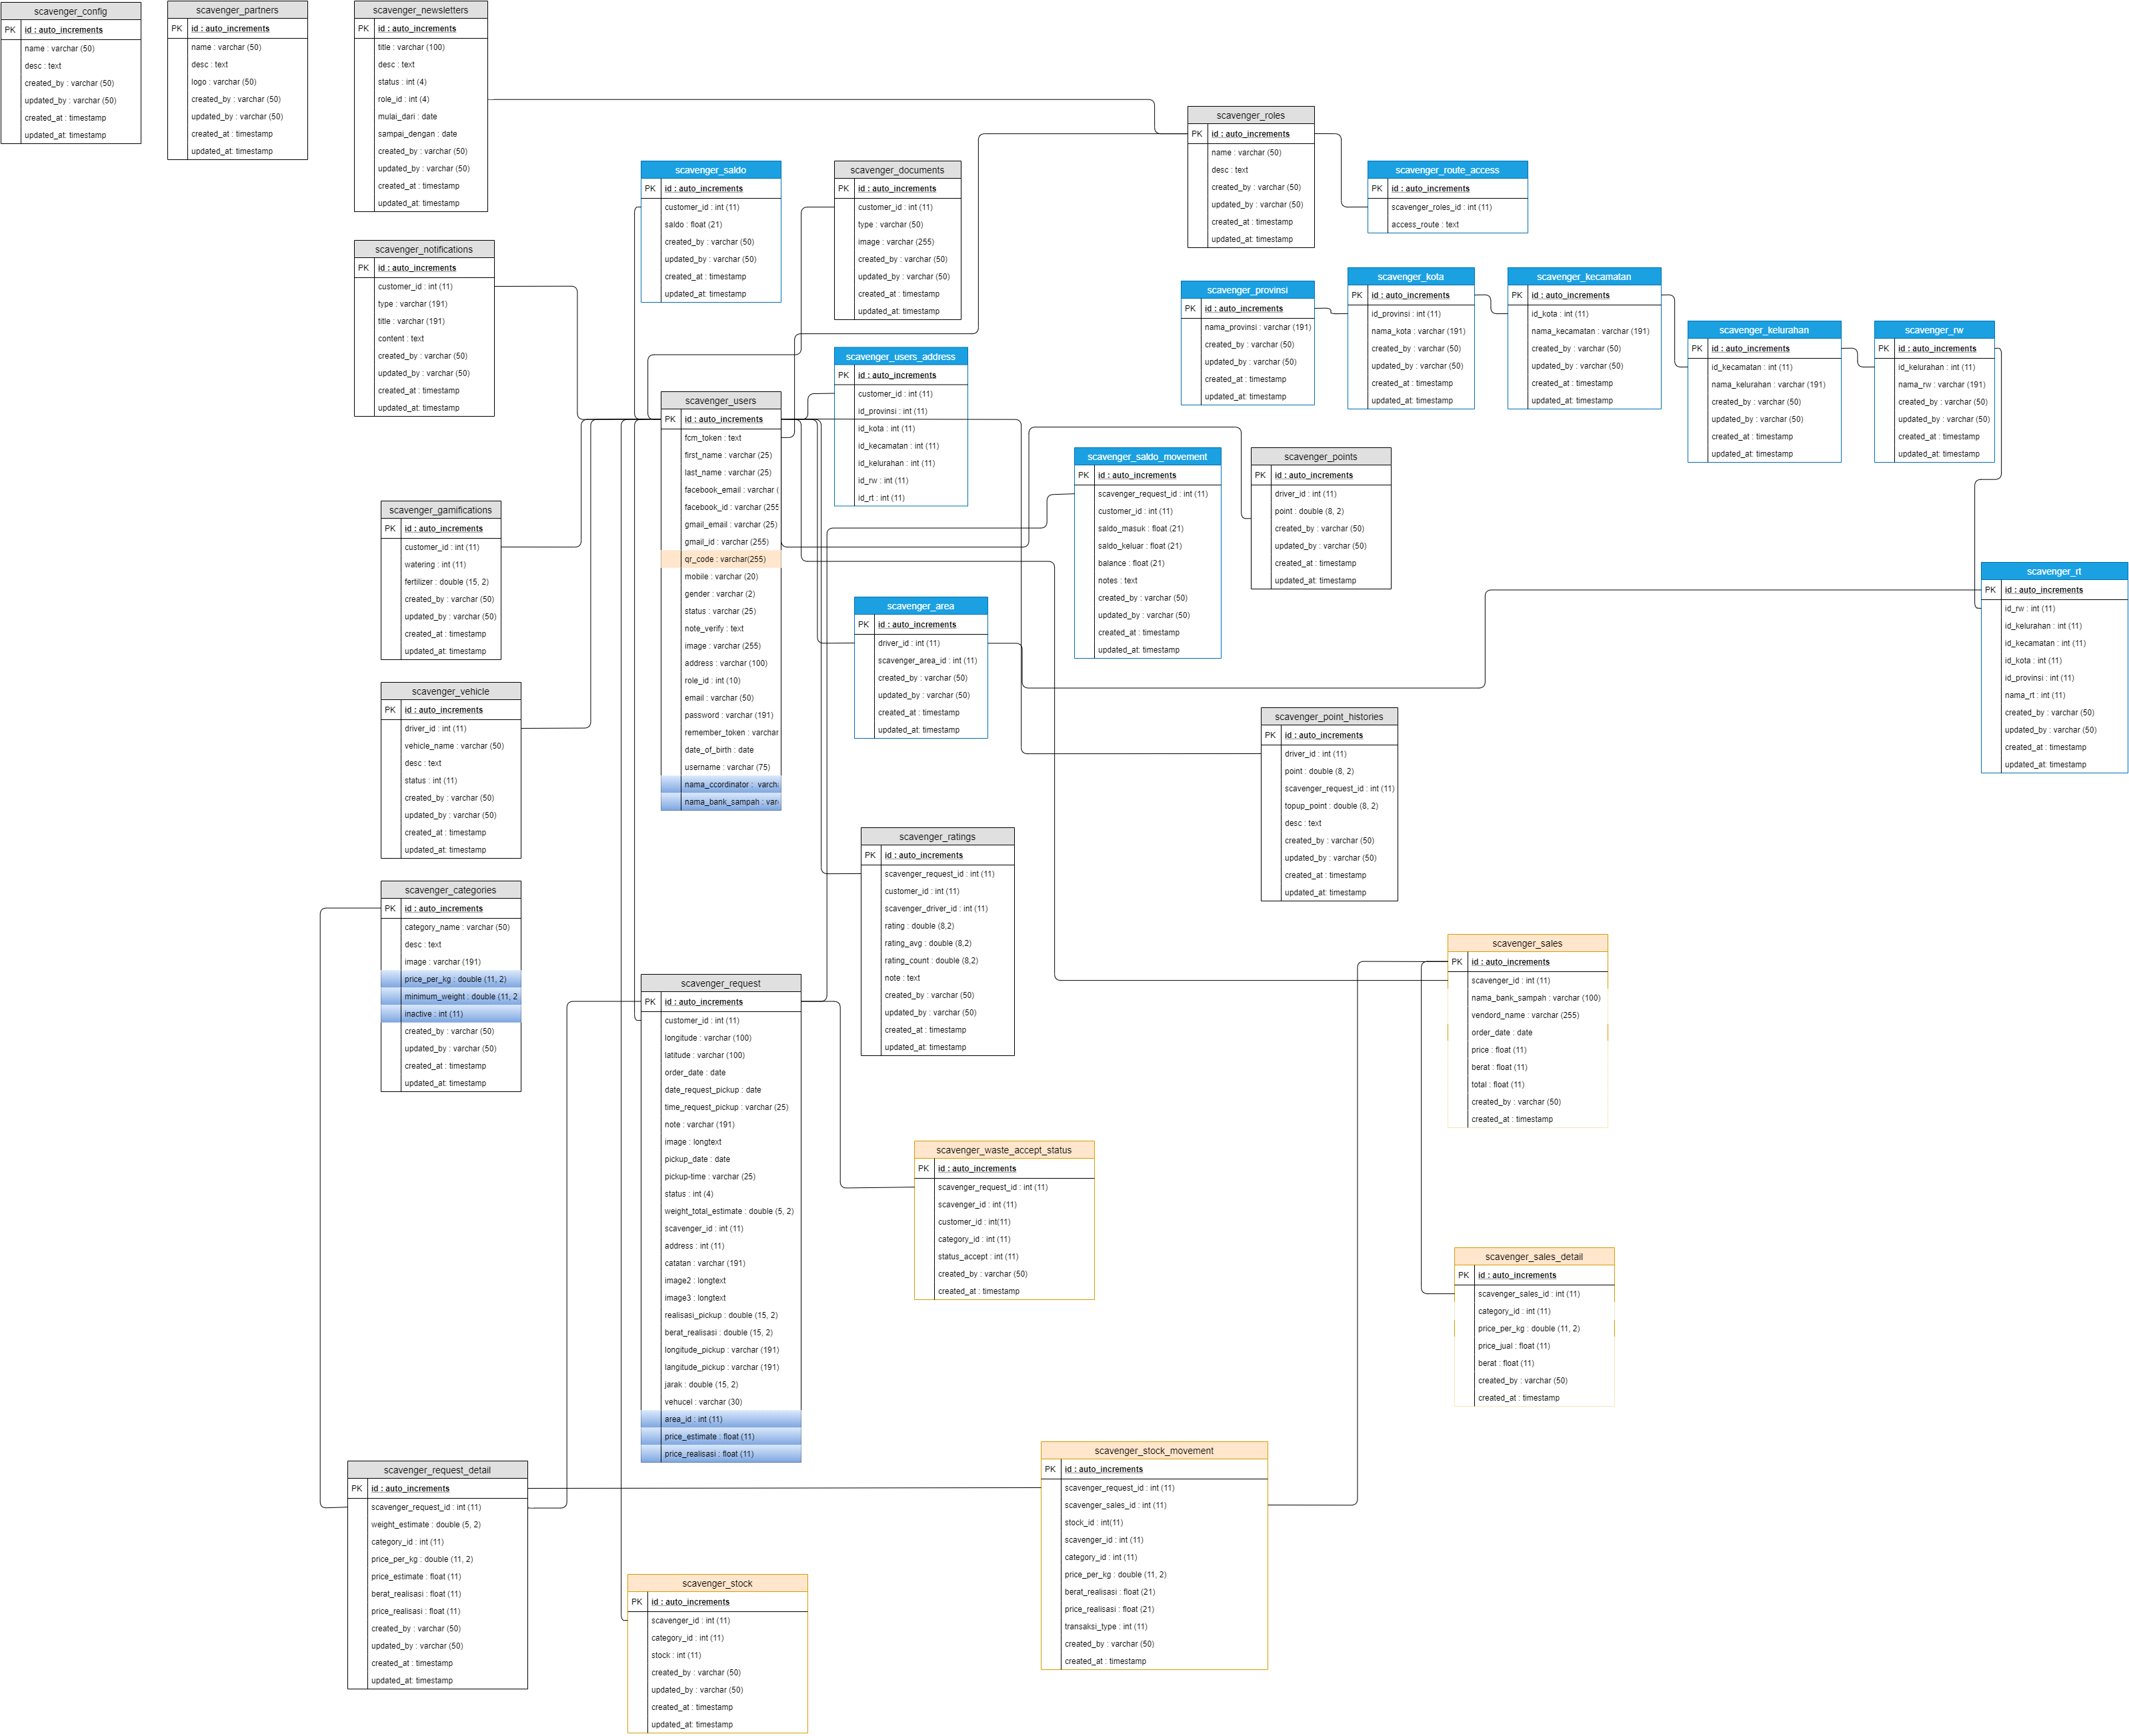 scavenger_config
PK
id : auto_increments
name : varchar (50)
desc : text
created_by : varchar (50)
updated_by : varchar (50)
created_at : timestamp
updated_at: timestamp
scavenger_partners
PK
id : auto_increments
name : varchar (50)
desc : text
logo : varchar (50)
created_by : varchar (50)
updated_by : varchar (50)
created_at : timestamp
updated_at: timestamp
scavenger_newsletters
PK
id : auto_increments
title : varchar (100)
desc : text
status : int (4)
role_id : int (4)
mulai_dari : date
sampai_dengan : date
created_by : varchar (50)
updated_by : varchar (50)
created_at : timestamp
updated_at: timestamp
scavenger_roles
PK
id : auto_increments
name : varchar (50)
desc : text
created_by : varchar (50)
updated_by : varchar (50)
created_at : timestamp
updated_at: timestamp
scavenger_route_access
PK
id : auto_increments
scavenger_roles_id : int (11)
access_route : text
scavenger_saldo
PK
id : auto_increments
customer_id : int (11)
saldo : float (21)
created_by : varchar (50)
updated_by : varchar (50)
created_at : timestamp
updated_at: timestamp
scavenger_documents
PK
id : auto_increments
customer_id : int (11)
type : varchar (50)
image : varchar (255)
created_by : varchar (50)
updated_by : varchar (50)
created_at : timestamp
updated_at: timestamp
scavenger_notifications
PK
id : auto_increments
customer_id : int (11)
type : varchar (191)
title : varchar (191)
content : text
created_by : varchar (50)
updated_by : varchar (50)
created_at : timestamp
updated_at: timestamp
scavenger_provinsi
PK
id : auto_increments
nama_provinsi : varchar (191)
created_by : varchar (50)
updated_by : varchar (50)
created_at : timestamp
updated_at: timestamp
scavenger_kota
PK
id : auto_increments
id_provinsi : int (11)
nama_kota : varchar (191)
created_by : varchar (50)
updated_by : varchar (50)
created_at : timestamp
updated_at: timestamp
scavenger_kecamatan
PK
id : auto_increments
id_kota : int (11)
nama_kecamatan : varchar (191)
created_by : varchar (50)
updated_by : varchar (50)
created_at : timestamp
updated_at: timestamp
scavenger_kelurahan
PK
id : auto_increments
id_kecamatan : int (11)
nama_kelurahan : varchar (191)
created_by : varchar (50)
updated_by : varchar (50)
created_at : timestamp
updated_at: timestamp
scavenger_rw
PK
id : auto_increments
id_kelurahan : int (11)
nama_rw : varchar (191)
created_by : varchar (50)
updated_by : varchar (50)
created_at : timestamp
updated_at: timestamp
scavenger_users_address
PK
id : auto_increments
customer_id : int (11)
id_provinsi : int (11)
id_kota : int (11)
id_kecamatan : int (11)
id_kelurahan : int (11)
id_rw : int (11)
id_rt : int (11)
scavenger_users
PK
id : auto_increments
fcm_token : text
first_name : varchar (25)
last_name : varchar (25)
facebook_email : varchar (
facebook_id : varchar (255
gmail_email : varchar (25)
gmail_id : varchar (255)
qr_code : varchar(255)
mobile : varchar (20)
gender : varchar (2)
status : varchar (25)
note_verify : text
image : varchar (255)
address : varchar (100)
role_id : int (10)
email : varchar (50)
password : varchar (191)
remember_token : varchar
date_of_birth : date
username : varchar (75)
nama_ccordinator : varcha
nama_bank_sampah : varc
scavenger_saldo_movement
PK
id : auto_increments
scavenger_request_id : int (11)
customer_id : int (11)
saldo_masuk : float (21)
saldo_keluar : float (21)
balance : float (21)
notes : text
created_by : varchar (50)
updated_by : varchar (50)
created_at : timestamp
updated_at: timestamp
scavenger_points
PK
id : auto_increments
driver_id : int (11)
point : double (8, 2)
created_by : varchar (50)
updated_by : varchar (50)
created_at : timestamp
updated_at: timestamp
scavenger_gamifications
PK
id : auto_increments
customer_id : int (11)
watering : int (11)
fertilizer : double (15, 2)
created_by : varchar (50)
updated_by : varchar (50)
created_at : timestamp
updated_at: timestamp
scavenger_rt
PK
id : auto_increments
id_rw : int (11)
id_kelurahan : int (11)
id_kecamatan : int (11)
id_kota : int (11)
id_provinsi : int (11)
nama_rt : int (11)
created_by : varchar (50)
updated_by : varchar (50)
created_at : timestamp
updated_at: timestamp
scavenger_area
PK
id : auto_increments
driver_id : int (11)
scavenger_area_id : int (11)
created_by : varchar (50)
updated_by : varchar (50)
created_at : timestamp
updated_at: timestamp
scavenger_vehicle
PK
id : auto_increments
driver_id : int (11)
vehicle_name : varchar (50)
desc : text
status : int (11)
created_by : varchar (50)
updated_by : varchar (50)
created_at : timestamp
updated_at: timestamp
scavenger_point_histories
PK
id : auto_increments
driver_id : int (11)
point : double (8, 2)
scavenger_request_id : int (11)
topup_point : double (8, 2)
desc : text
created_by : varchar (50)
updated_by : varchar (50)
created_at : timestamp
updated_at: timestamp
scavenger_ratings
PK
id : auto_increments
scavenger_request_id : int (11)
customer_id : int (11)
scavenger_driver_id : int (11)
rating : double (8,2)
rating_avg : double (8,2)
rating_count : double (8,2)
note : text
created_by : varchar (50)
updated_by : varchar (50)
created_at : timestamp
updated_at: timestamp
scavenger_categories
PK
id : auto_increments
category_name : varchar (50)
desc : text
image : varchar (191)
price_per_kg : double (11, 2)
minimum_weight : double (11, 2
inactive : int (11)
created_by : varchar (50)
updated_by : varchar (50)
created_at : timestamp
updated_at: timestamp
scavenger_sales
PK
id : auto_increments
scavenger_id : int (11)
nama_bank_sampah : varchar (100)
vendord_name : varchar (255)
order_date : date
price : float (11)
berat : float (11)
total : float (11)
created_by : varchar (50)
created_at : timestamp
scavenger_request
PK
id : auto_increments
customer_id : int (11)
longitude : varchar (100)
latitude : varchar (100)
order_date : date
date_request_pickup : date
time_request_pickup : varchar (25)
note : varchar (191)
image : longtext
pickup_date : date
pickup-time : varchar (25)
status : int (4)
weight_total_estimate : double (5, 2)
scavenger_id : int (11)
address : int (11)
catatan : varchar (191)
image2 : longtext
image3 : longtext
realisasi_pickup : double (15, 2)
berat_realisasi : double (15, 2)
longitude_pickup : varchar (191)
langitude_pickup : varchar (191)
jarak : double (15, 2)
vehucel : varchar (30)
area_id : int (11)
price_estimate : float (11)
price_realisasi : float (11)
scavenger_waste_accept_status
PK
id : auto_increments
scavenger_request_id : int (11)
scavenger_id : int (11)
customer_id : int(11)
category_id : int (11)
status_accept : int (11)
created_by : varchar (50)
created_at : timestamp
scavenger_sales_detail
PK
id : auto_increments
scavenger_sales_id : int (11)
category_id : int (11)
price_per_kg : double (11, 2)
price_jual : float (11)
berat : float (11)
created_by : varchar (50)
created_at : timestamp
scavenger_request_detail
PK
id : auto_increments
scavenger_request_id : int (11)
weight_estimate : double (5, 2)
category_id : int (11)
price_per_kg : double (11, 2)
price_estimate : float (11)
berat_realisasi : float (11)
price_realisasi : float (11)
created_by : varchar (50)
updated_by : varchar (50)
created_at : timestamp
updated_at: timestamp
scavenger_stock_movement
PK
id : auto_increments
scavenger_request_id : int (11)
scavenger_sales_id : int (11)
stock_id : int(11)
scavenger_id : int (11)
category_id : int (11)
price_per_kg : double (11, 2)
berat_realisasi : float (21)
price_realisasi : float (21)
transaksi_type : int (11)
created_by : varchar (50)
created_at : timestamp
scavenger_stock
PK
id : auto_increments
scavenger_id : int (11)
category_id : int (11)
stock : int (11)
created_by : varchar (50)
updated_by : varchar (50)
created_at : timestamp
updated_at: timestamp